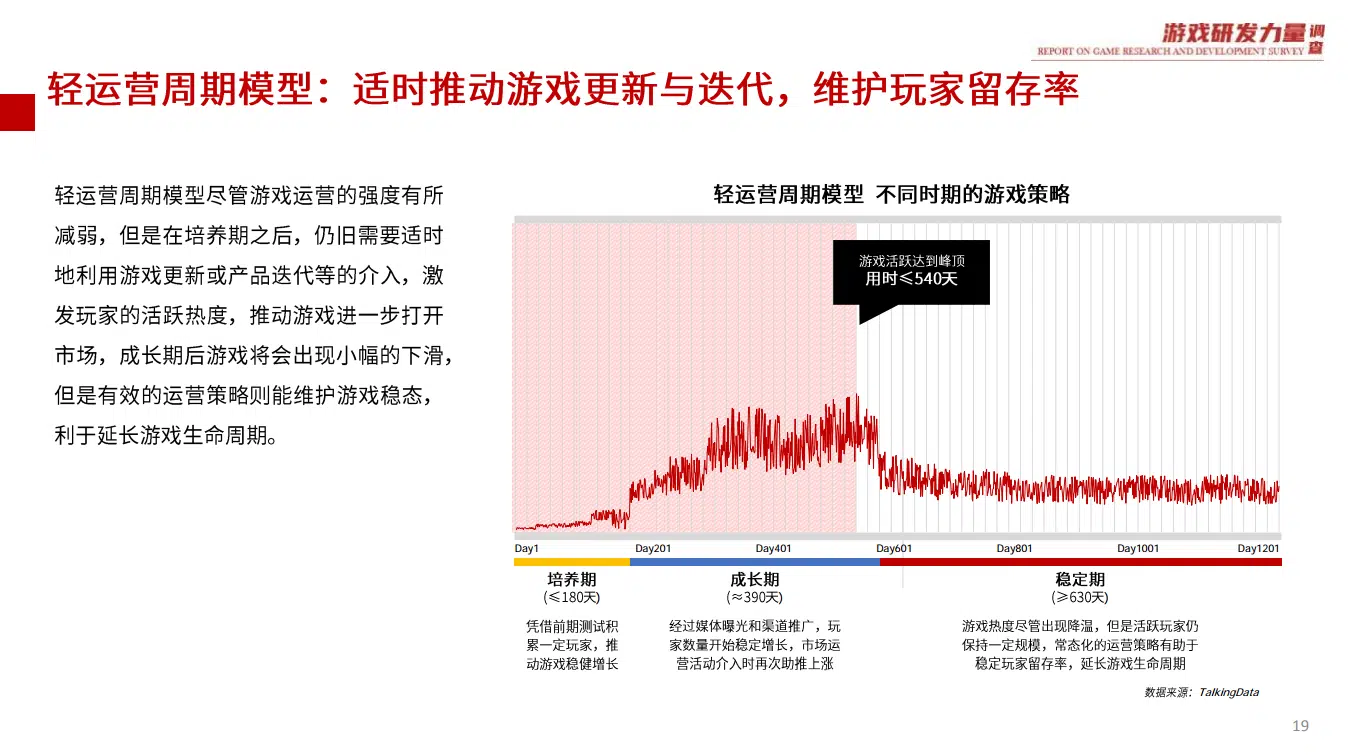 游戏研发力量调查
REPORT ON GAME RESEARCH AND DEVELOPMENT SURVEY
轻运营周期模型：适时推动游戏更新与迭代，维护玩家留存率
轻运营周期模型尽管游戏运营的强度有所
减弱，但是在培养期之后，仍旧需要适时
地利用游戏更新或产品迭代等的介入，激
发玩家的活跃热度，推动游戏进一步打开
市场，成长期后游戏将会出现小幅的下滑，
但是有效的运营策略则能维护游戏稳态，
利于延长游戏生命周期。
轻运营周期模型 不同时期的游戏策略
游戏活跃达到峰顶
用时≤540天
Day1 Day201 Day401 Day601 Day801 Day1001 Day1201
培养期
(≤180天)
凭借前期测试积
累一定玩家，推
动游戏稳健增长
成长期
(≈390天)
经过媒体曝光和渠道推广，玩
家数量开始稳定增长，市场运
营活动介入时再次助推上涨
稳定期
(≥630天)
游戏热度尽管出现降温，但是活跃玩家仍
保持一定规模，常态化的运营策略有助于
稳定玩家留存率，延长游戏生命周期
数据来源：TalkingData
19